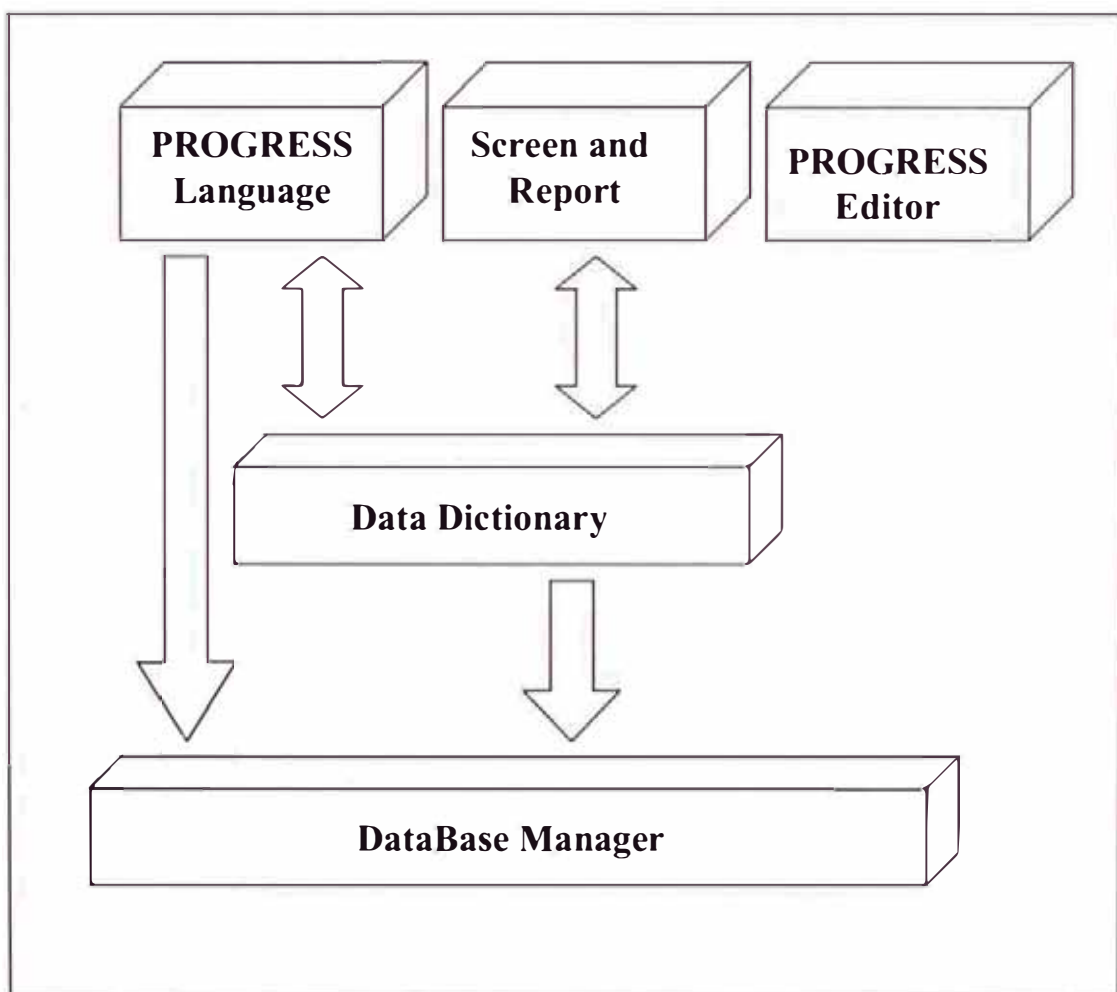 PROGRESS
Language
Screen and
Report
PROGRESS
Editor
Data Dictionary
DataBase Manager